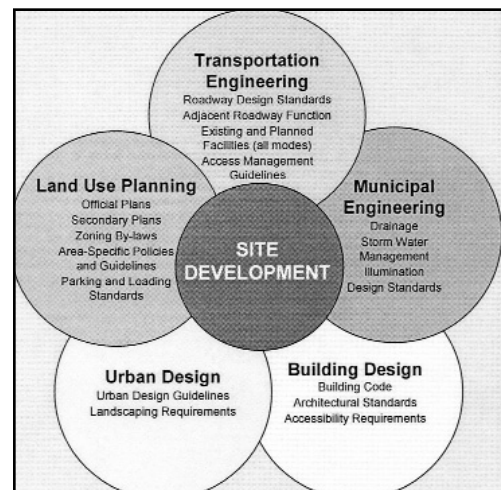 Transportation
Engineering
Roadway Design Standards
Adjacent Roadway Function
Existing and Planned
Facilities (all modes)
Access Management
Guidelines
Land Use Planning
Official Plans
Secondary Plans
Zoning By-laws
Area-Specific Policies
and Guidelines
Parking and Loading
Standards
SITE
DEVELOPMENT
Municipal
Engineering
Drainage
Storm Water
Management
Illumination
Design Standards
Urban Design
Urban Design Guidelines
Landscaping Requirements
Building Design
Building Code
Architectural Standards
Accessibility Requirements